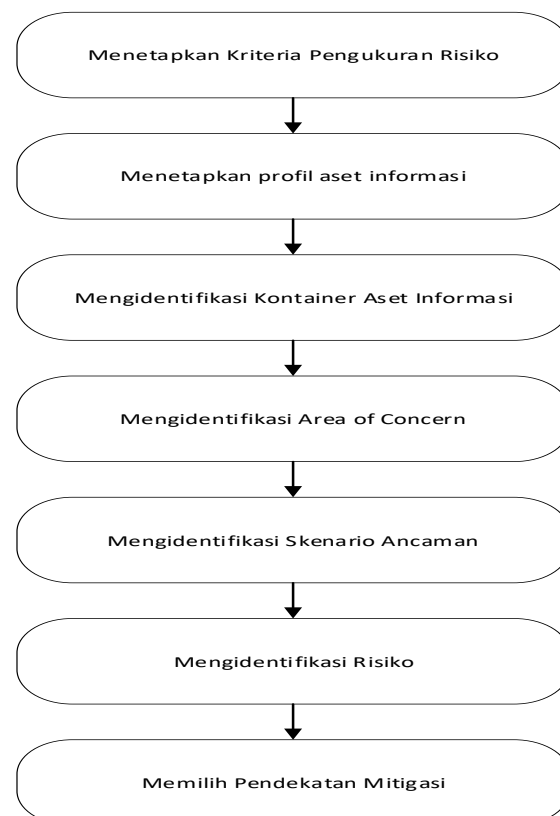 Menetapkan Kriteria Pengukuran Risiko
Menetapkan profil aset informasi
Mengidentifikasi Kontainer Aset Informasi
Mengidentifikasi Area of Concern
Mengidentifikasi Skenario Ancaman
Mengidentifikasi Risiko
Memilih Pendekatan Mitigasi